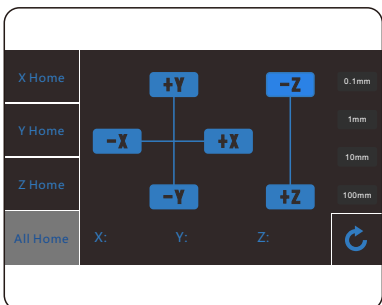 X Home
+Y
-Z
0.1mm
1mm
Y Home
-X
+X
10mm
Z Home
-Y
+Z
100mm
All Home
X:
Y:
Z: